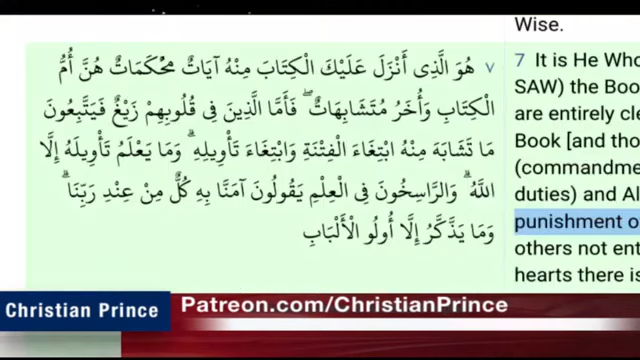 Wise.
٧ هُوَ الَّذِي أَنْزَلَ عَلَيْكَ الْكِتَابَ مِنْهُ آيَاتٌ مُحْكَمَاتٌ هُنَّ أُمُّ
الْكِتَابِ وَأُخَرُ مُتَشَابِهَاتٌ ۖ فَأَمَّا الَّذِينَ فِي قُلُوبِهِمْ زَيْغٌ فَيَتَّبِعُونَ
مَا تَشَابَهَ مِنْهُ ابْتِغَاءَ الْفِتْنَةِ وَابْتِغَاءَ تَأْوِيلِهِ ۗ وَمَا يَعْلَمُ تَأْوِيلَهُ إِلَّا
اللَّهُ ۗ وَالرَّاسِخُونَ فِي الْعِلْمِ يَقُولُونَ آمَنَّا بِهِ كُلٌّ مِنْ عِنْدِ رَبِّنَا ۗ
وَمَا يَذَّكَّرُ إِلَّا أُولُو الْأَلْبَابِ
7 It is He Who
SAW) the Book
are entirely cle
Book [and tho
(commandme
duties) and Al
punishment o
others not ent
hearts there is
Christian Prince
Patreon.com/ChristianPrince